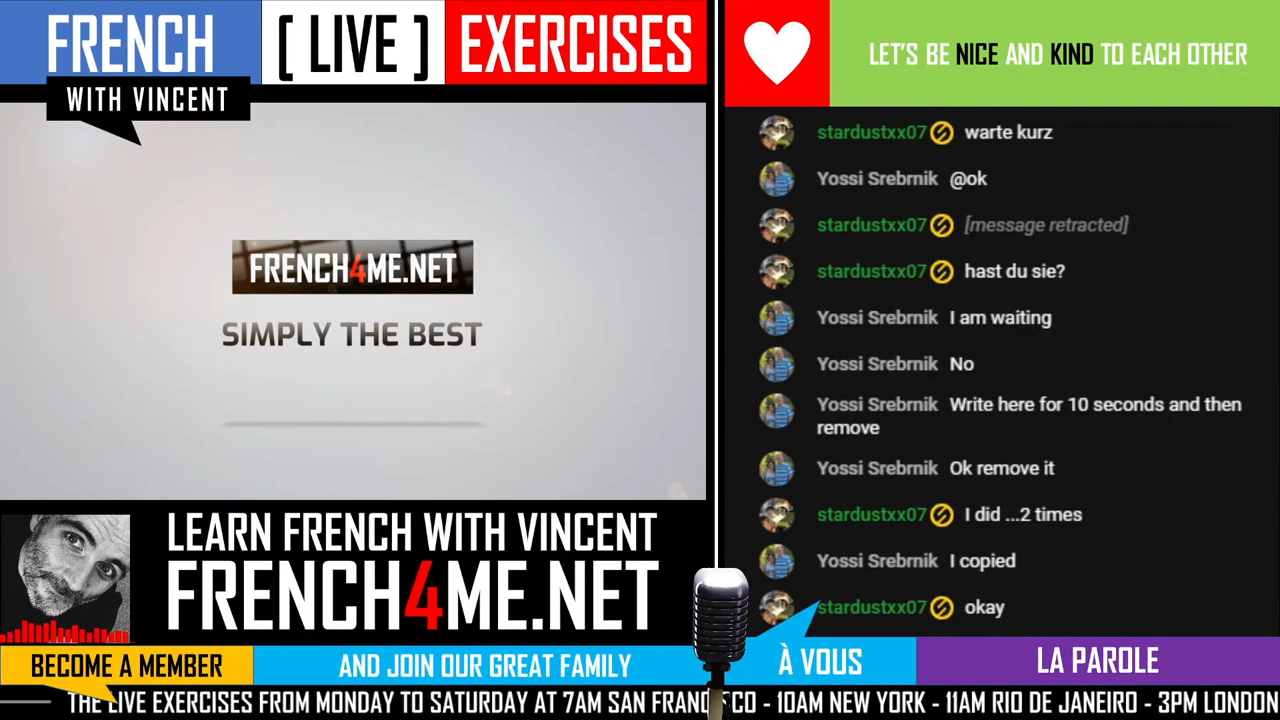 FRENCH [ LIVE ] EXERCISES
WITH VINCENT
LET'S BE NICE AND KIND TO EACH OTHER
FRENCH4ME.NET
SIMPLY THE BEST
stardustxx07 warte kurz
Yossi Srebrnik @ok
stardustxx07 [message retracted]
stardustxx07 hast du sie?
Yossi Srebrnik I am waiting
Yossi Srebrnik No
Yossi Srebrnik Write here for 10 seconds and then
remove
Yossi Srebrnik Ok remove it
stardustxx07 I did ...2 times
Yossi Srebrnik I copied
stardustxx07 okay
LEARN FRENCH WITH VINCENT
FRENCH4ME.NET
BECOME A MEMBER AND JOIN OUR GREAT FAMILY
À VOUS LA PAROLE
THE LIVE EXERCISES FROM MONDAY TO SATURDAY AT 7AM SAN FRANCISCO - 10AM NEW YORK - 11AM RIO DE JANEIRO - 3PM LONDON